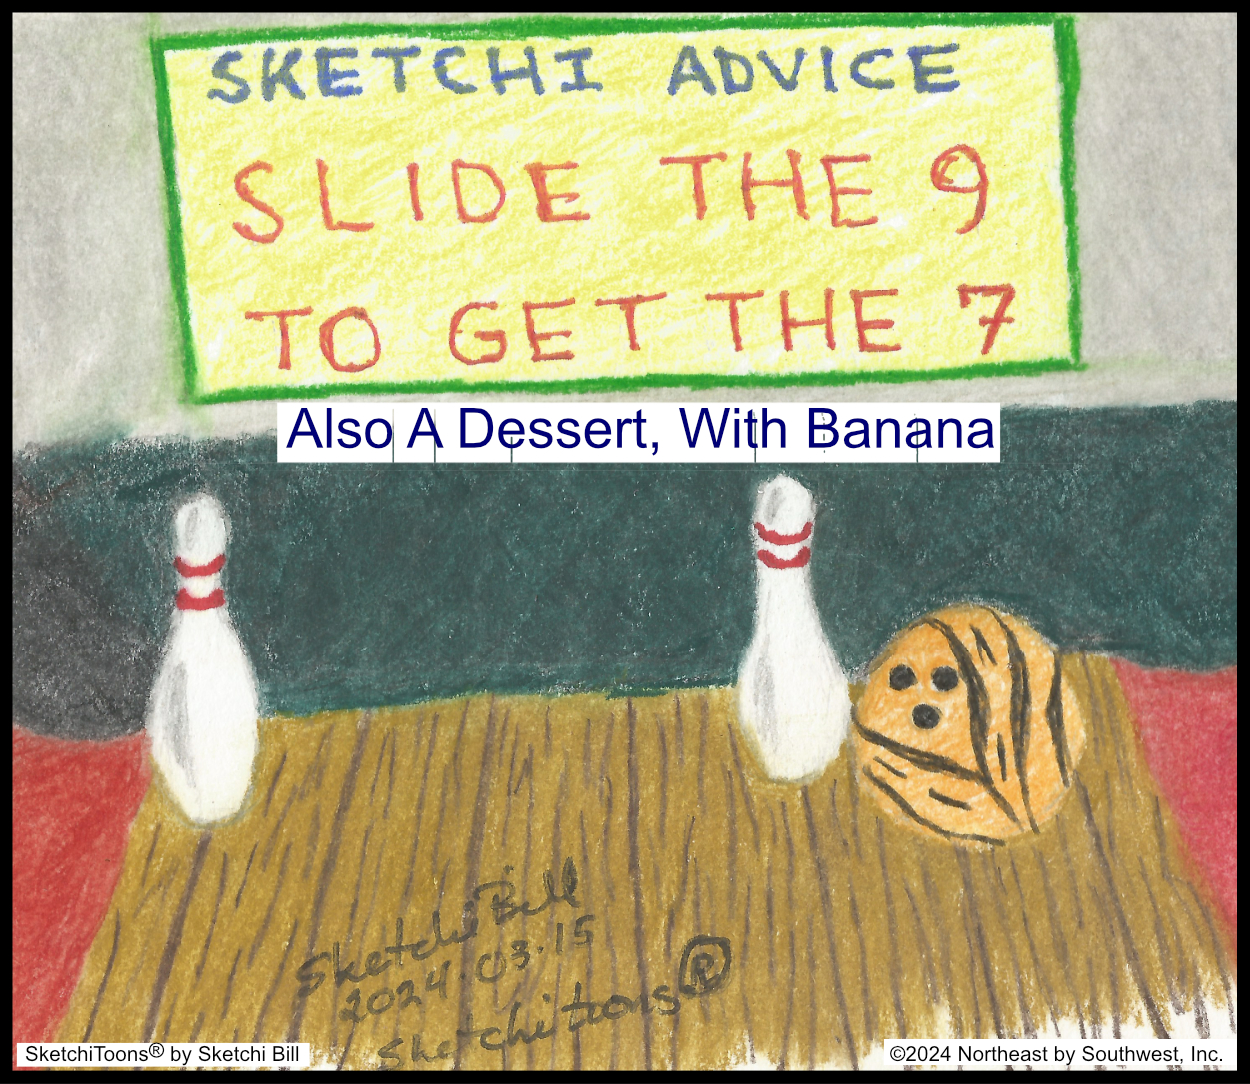 SKETCHI ADVICE
SLIDE THE 9
TO GET THE 7
Also A Dessert, With Banana
Sketchi Bill
2024.03.15
Sketchitoons®
SketchiToons® by Sketchi Bill
©2024 Northeast by Southwest, Inc.